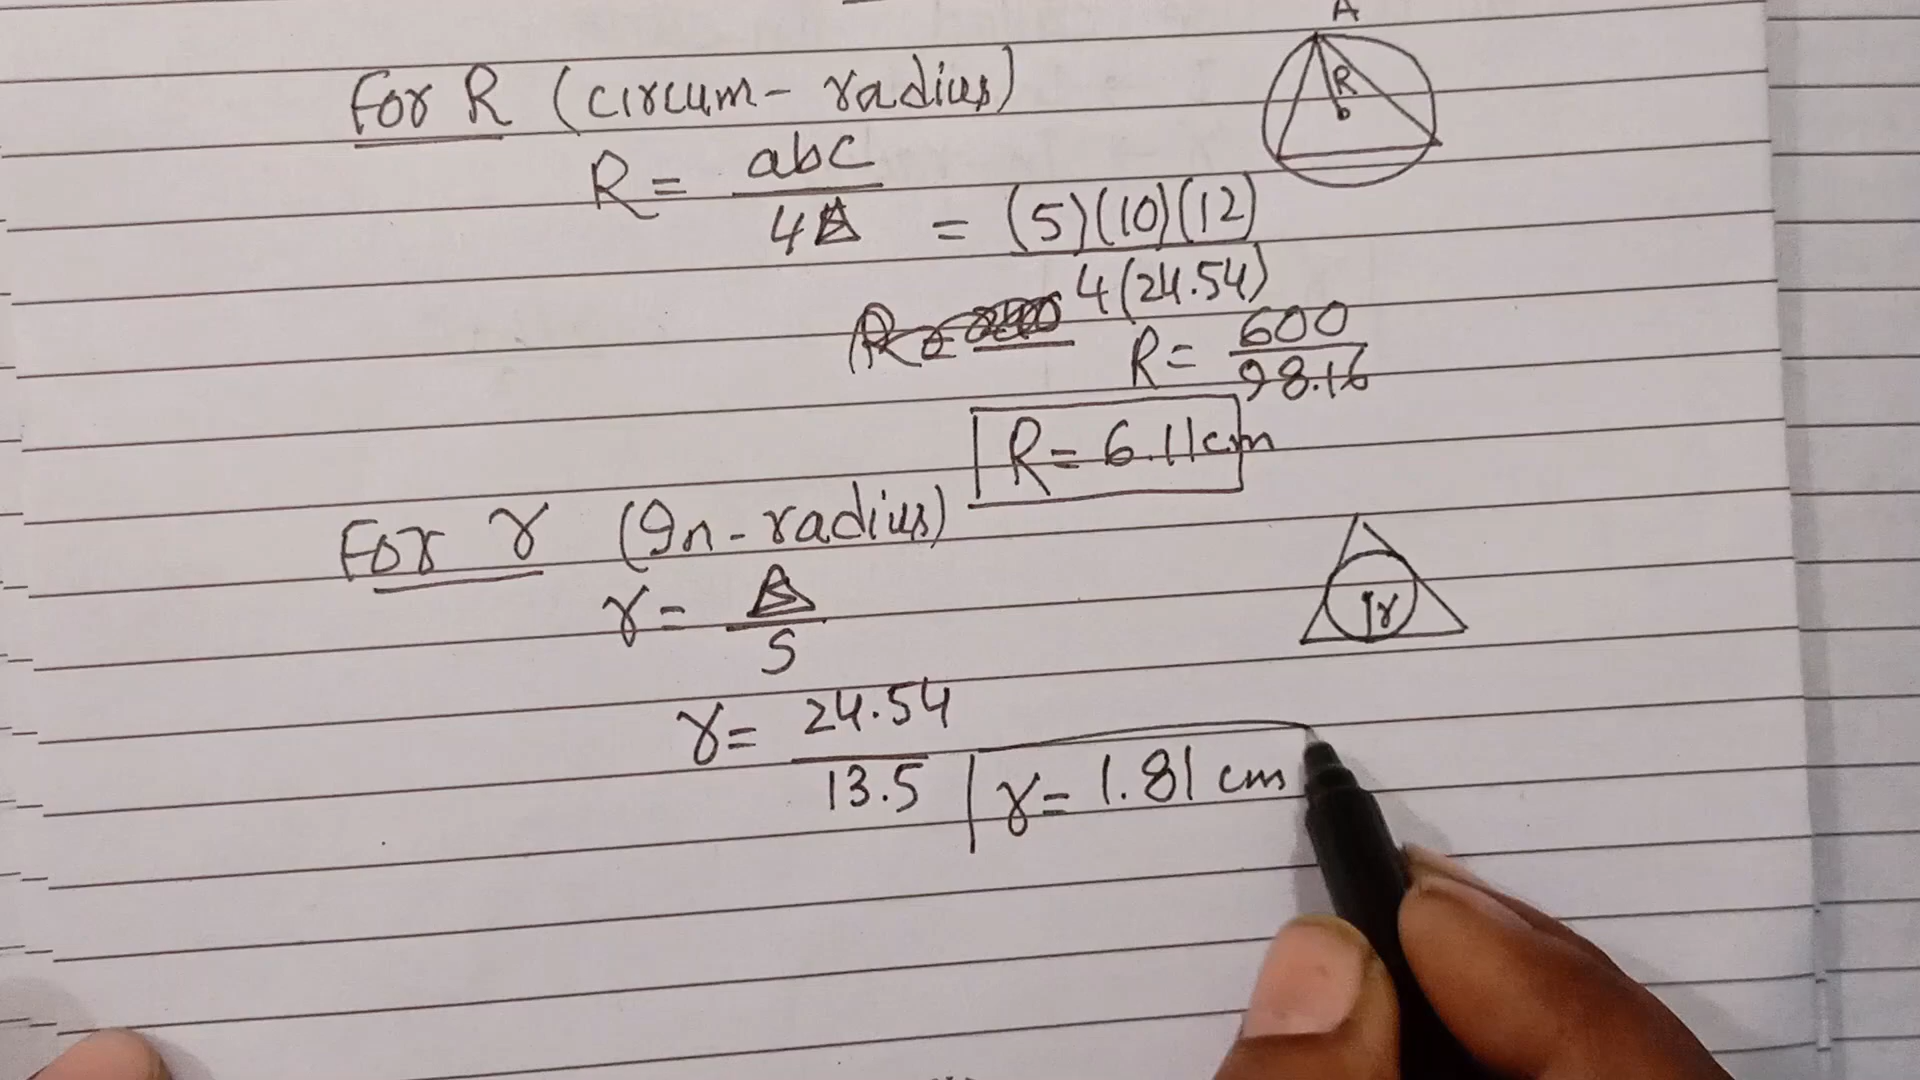 A
For R (circum-radius)
R
R = abc
4Δ = (5)(10)(12)
4(24.54)
R = 600
98.16
R = 6.11cm
For r (In-radius)
r = Δ
S
r
r = 24.54
13.5
r = 1.81 cm